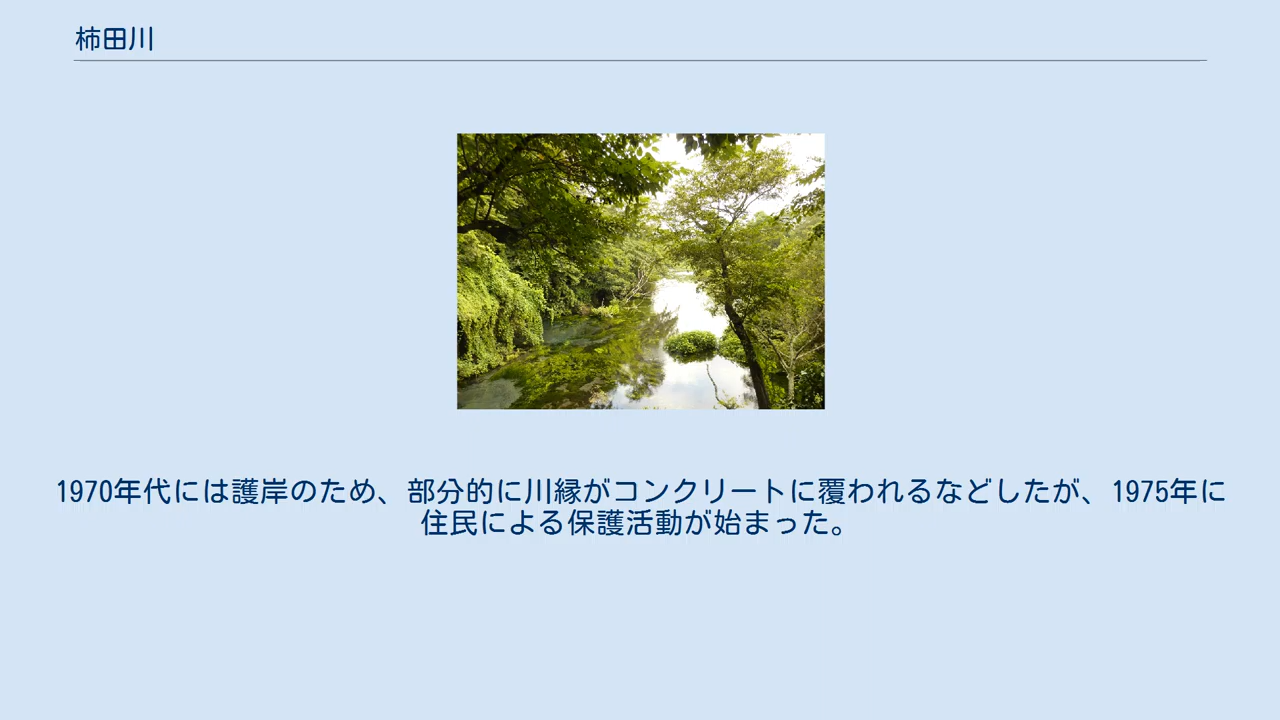 柿田川
1970年代には護岸のため、部分的に川縁がコンクリートに覆われるなどしたが、1975年に
住民による保護活動が始まった。